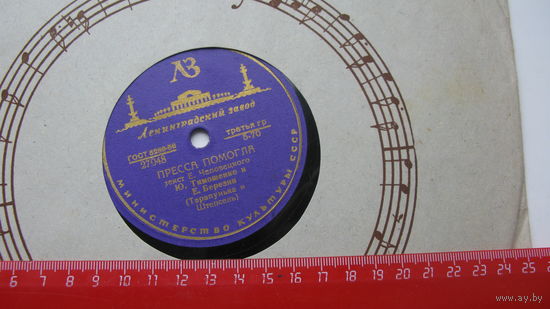 ЛЗ
Ленинградский завод
ГОСТ 5289-56
27048
третья гр
6-70
ПРЕССА ПОМОГЛА
текст Е. Чеповецкого
Ю. Тимошенко и
Е. Березин
(Тарапунька и
Штепсель)
МИНИСТЕРСТВО КУЛЬТУРЫ СССР
6 7 8 9 10 11 12 13 14 15 16 17 18 19 20 21 22 23 24 25
www.ay.by